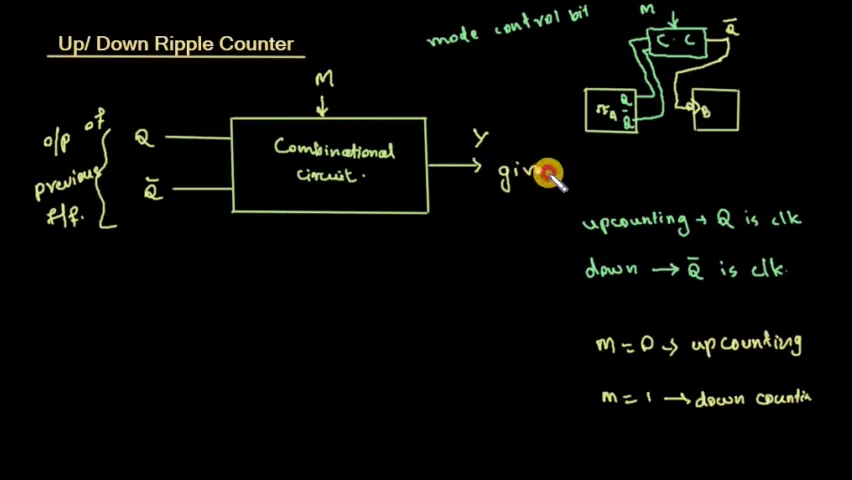 Up/ Down Ripple Counter
mode control bit
M
C.C
Q̄
TFA
Q
Q̄
B
M
o/p of
previous
f/f.
Q
Q̄
Combinational
circuit.
Y
giv
upcounting → Q is clk
down → Q̄ is clk.
M = 0 → upcounting
M = 1 → down countin